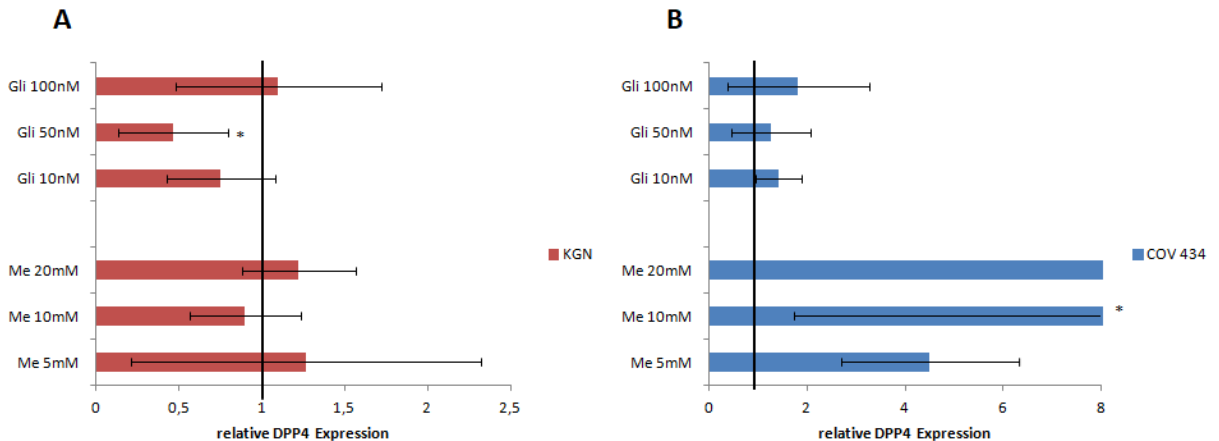 A
Gli 100nM
Gli 50nM
*
Gli 10nM
Me 20mM
Me 10mM
Me 5mM
KGN
0 0,5 1 1,5 2 2,5
relative DPP4 Expression
B
Gli 100nM
Gli 50nM
Gli 10nM
Me 20mM
Me 10mM
*
Me 5mM
COV 434
0 2 4 6 8
relative DPP4 Expression